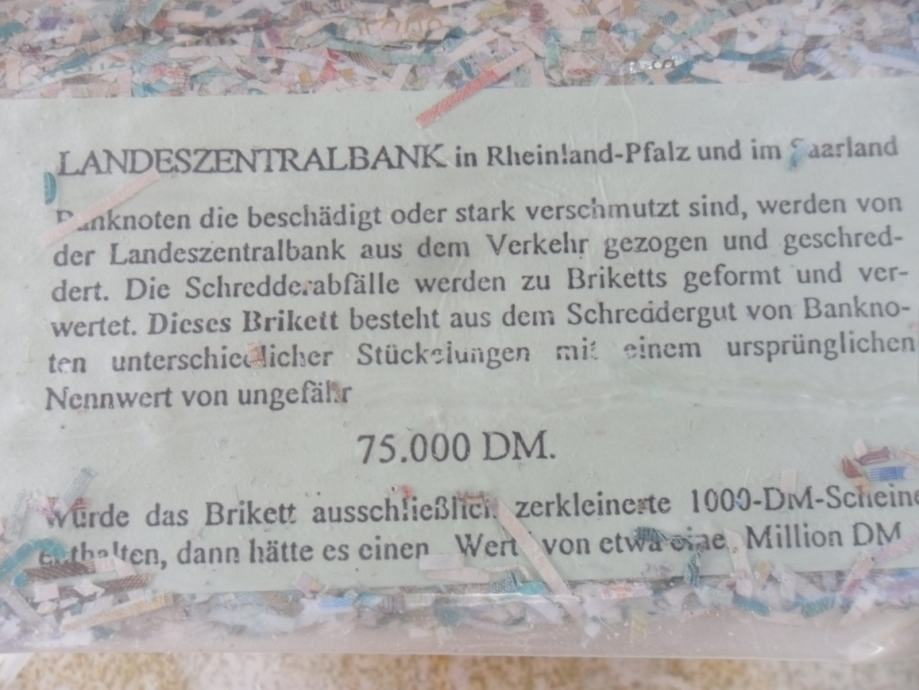 LANDESZENTRALBANK in Rheinland-Pfalz und im Saarland
Banknoten die beschädigt oder stark verschmutzt sind, werden von
der Landeszentralbank aus dem Verkehr gezogen und geschred-
dert. Die Schredderabfälle werden zu Briketts geformt und ver-
wertet. Dieses Brikett besteht aus dem Schreddergut von Bankno-
ten unterschiedlicher Stückelungen mit einem ursprünglichen
Nennwert von ungefähr
75.000 DM.
Würde das Brikett ausschließlich zerkleinerte 1000-DM-Scheine
enthalten, dann hätte es einen Wert von etwa eine Million DM